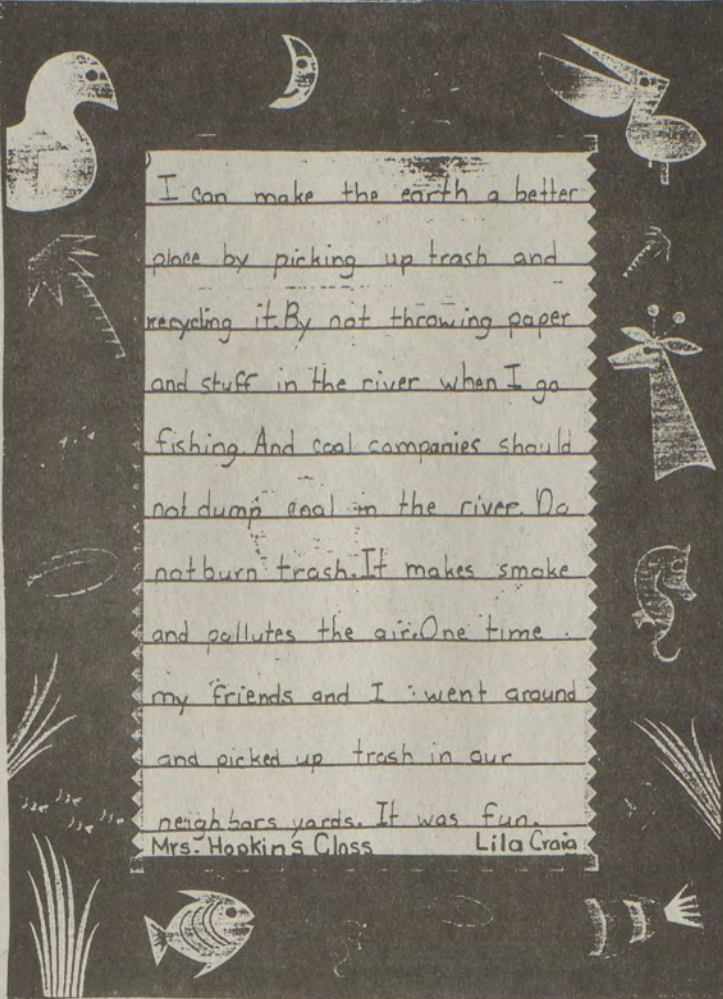 I can make the earth a better
place by picking up trash and
recycling it. By not throwing paper
and stuff in the river when I go
fishing. And coal companies should
not dump coal in the river. Do
not burn trash. It makes smoke
and pollutes the air. One time
my friends and I went around
and picked up trash in our
neighbors yards. It was fun.
Mrs. Hopkins Class Lila Craig